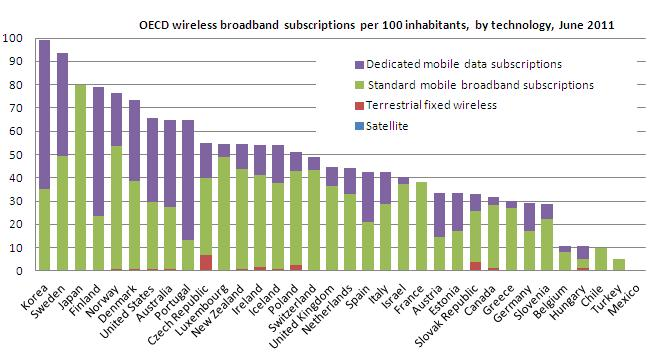 OECD wireless broadband subscriptions per 100 inhabitants, by technology, June 2011
100
90
80
70
60
50
40
30
20
10
0
Dedicated mobile data subscriptions
Standard mobile broadband subscriptions
Terrestrial fixed wireless
Satellite
Korea
Sweden
Japan
Finland
Norway
Denmark
United States
Australia
Portugal
Czech Republic
Luxembourg
New Zealand
Ireland
Iceland
Poland
Switzerland
United Kingdom
Netherlands
Spain
Italy
Israel
France
Austria
Estonia
Slovak Republic
Canada
Greece
Germany
Slovenia
Belgium
Hungary
Chile
Turkey
Mexico